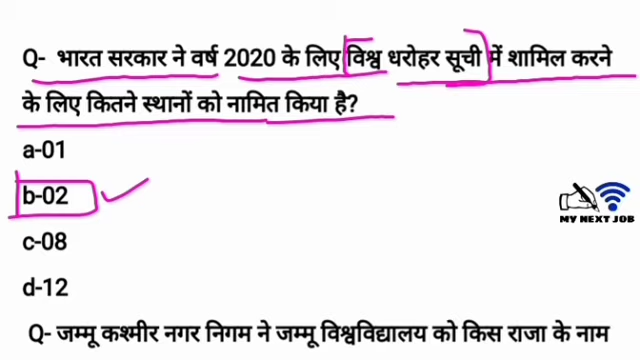 Q- भारत सरकार ने वर्ष 2020 के लिए विश्व धरोहर सूची में शामिल करने
के लिए कितने स्थानों को नामित किया है?
a-01
b-02
MY NEXT JOB
c-08
d-12
Q- जम्मू कश्मीर नगर निगम ने जम्मू विश्वविद्यालय को किस राजा के नाम